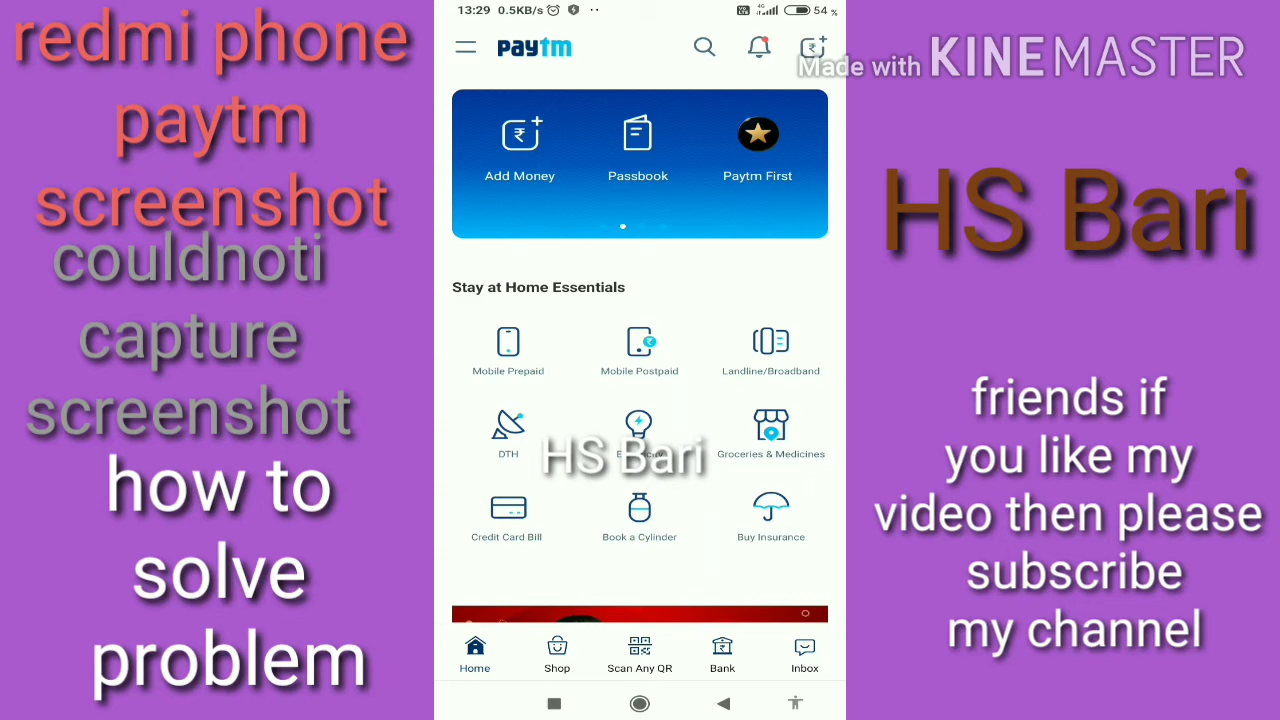 redmi phone
paytm
screenshot
couldnoti
capture
screenshot
how to
solve
problem
13:29 0.5KB/s
4G
54 %
paytm
Made with KINEMASTER
Add Money
Passbook
Paytm First
Stay at Home Essentials
Mobile Prepaid
Mobile Postpaid
Landline/Broadband
DTH
Groceries & Medicines
HS Bari
Credit Card Bill
Book a Cylinder
Buy Insurance
Home
Shop
Scan Any QR
Bank
Inbox
HS Bari
friends if
you like my
video then please
subscribe
my channel